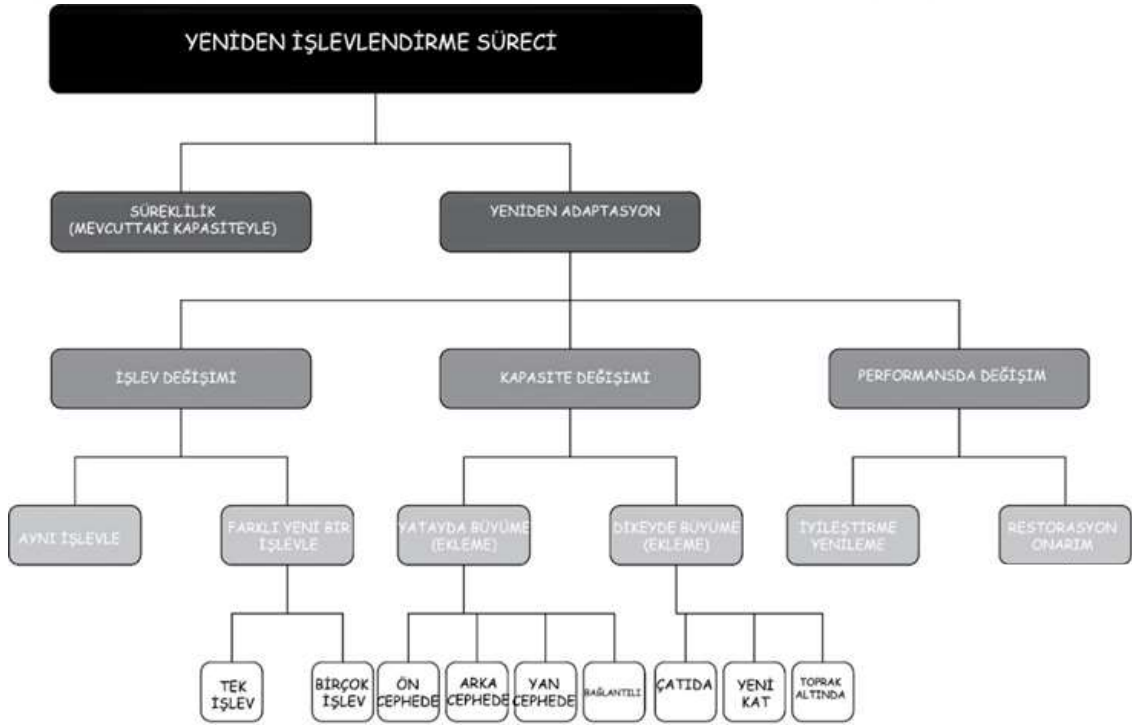 YENİDEN İŞLEVLENDİRME SÜRECİ
SÜREKLİLİK
(MEVCUTTAKİ KAPASİTEYLE)
YENİDEN ADAPTASYON
İŞLEV DEĞİŞİMİ
KAPASİTE DEĞİŞİMİ
PERFORMANSDA DEĞİŞİM
AYNI İŞLEVLE
FARKLI YENİ BİR
İŞLEVLE
YATAYDA BÜYÜME
(EKLEME)
DİKEYDE BÜYÜME
(EKLEME)
İYİLEŞTİRME
YENİLEME
RESTORASYON
ONARIM
TEK
İŞLEV
BİRÇOK
İŞLEV
ÖN
CEPHEDE
ARKA
CEPHEDE
YAN
CEPHEDE
BAĞLANTILI
ÇATIDA
YENİ
KAT
TOPRAK
ALTINDA